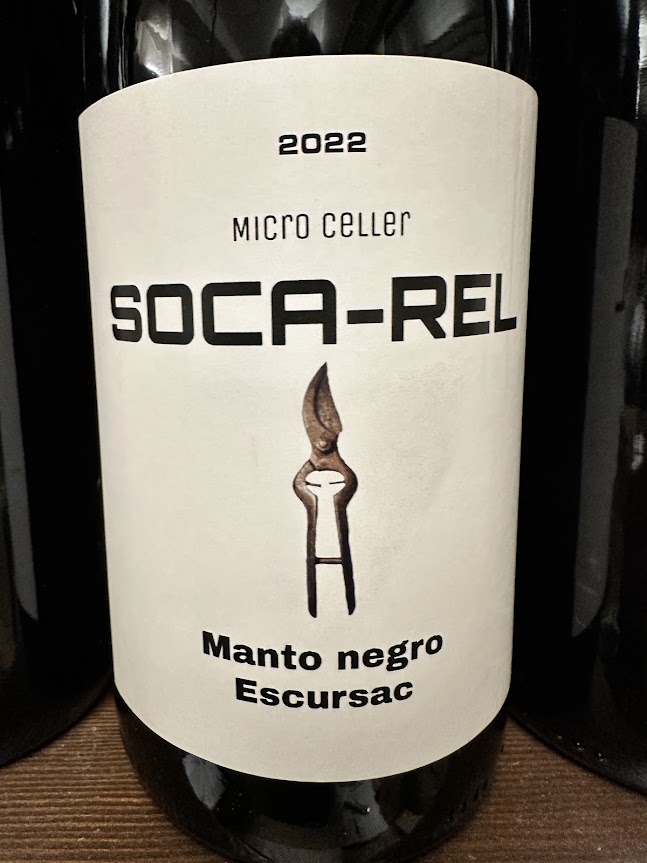 2022
Micro Celler
SOCA-REL
Manto negro
Escursac